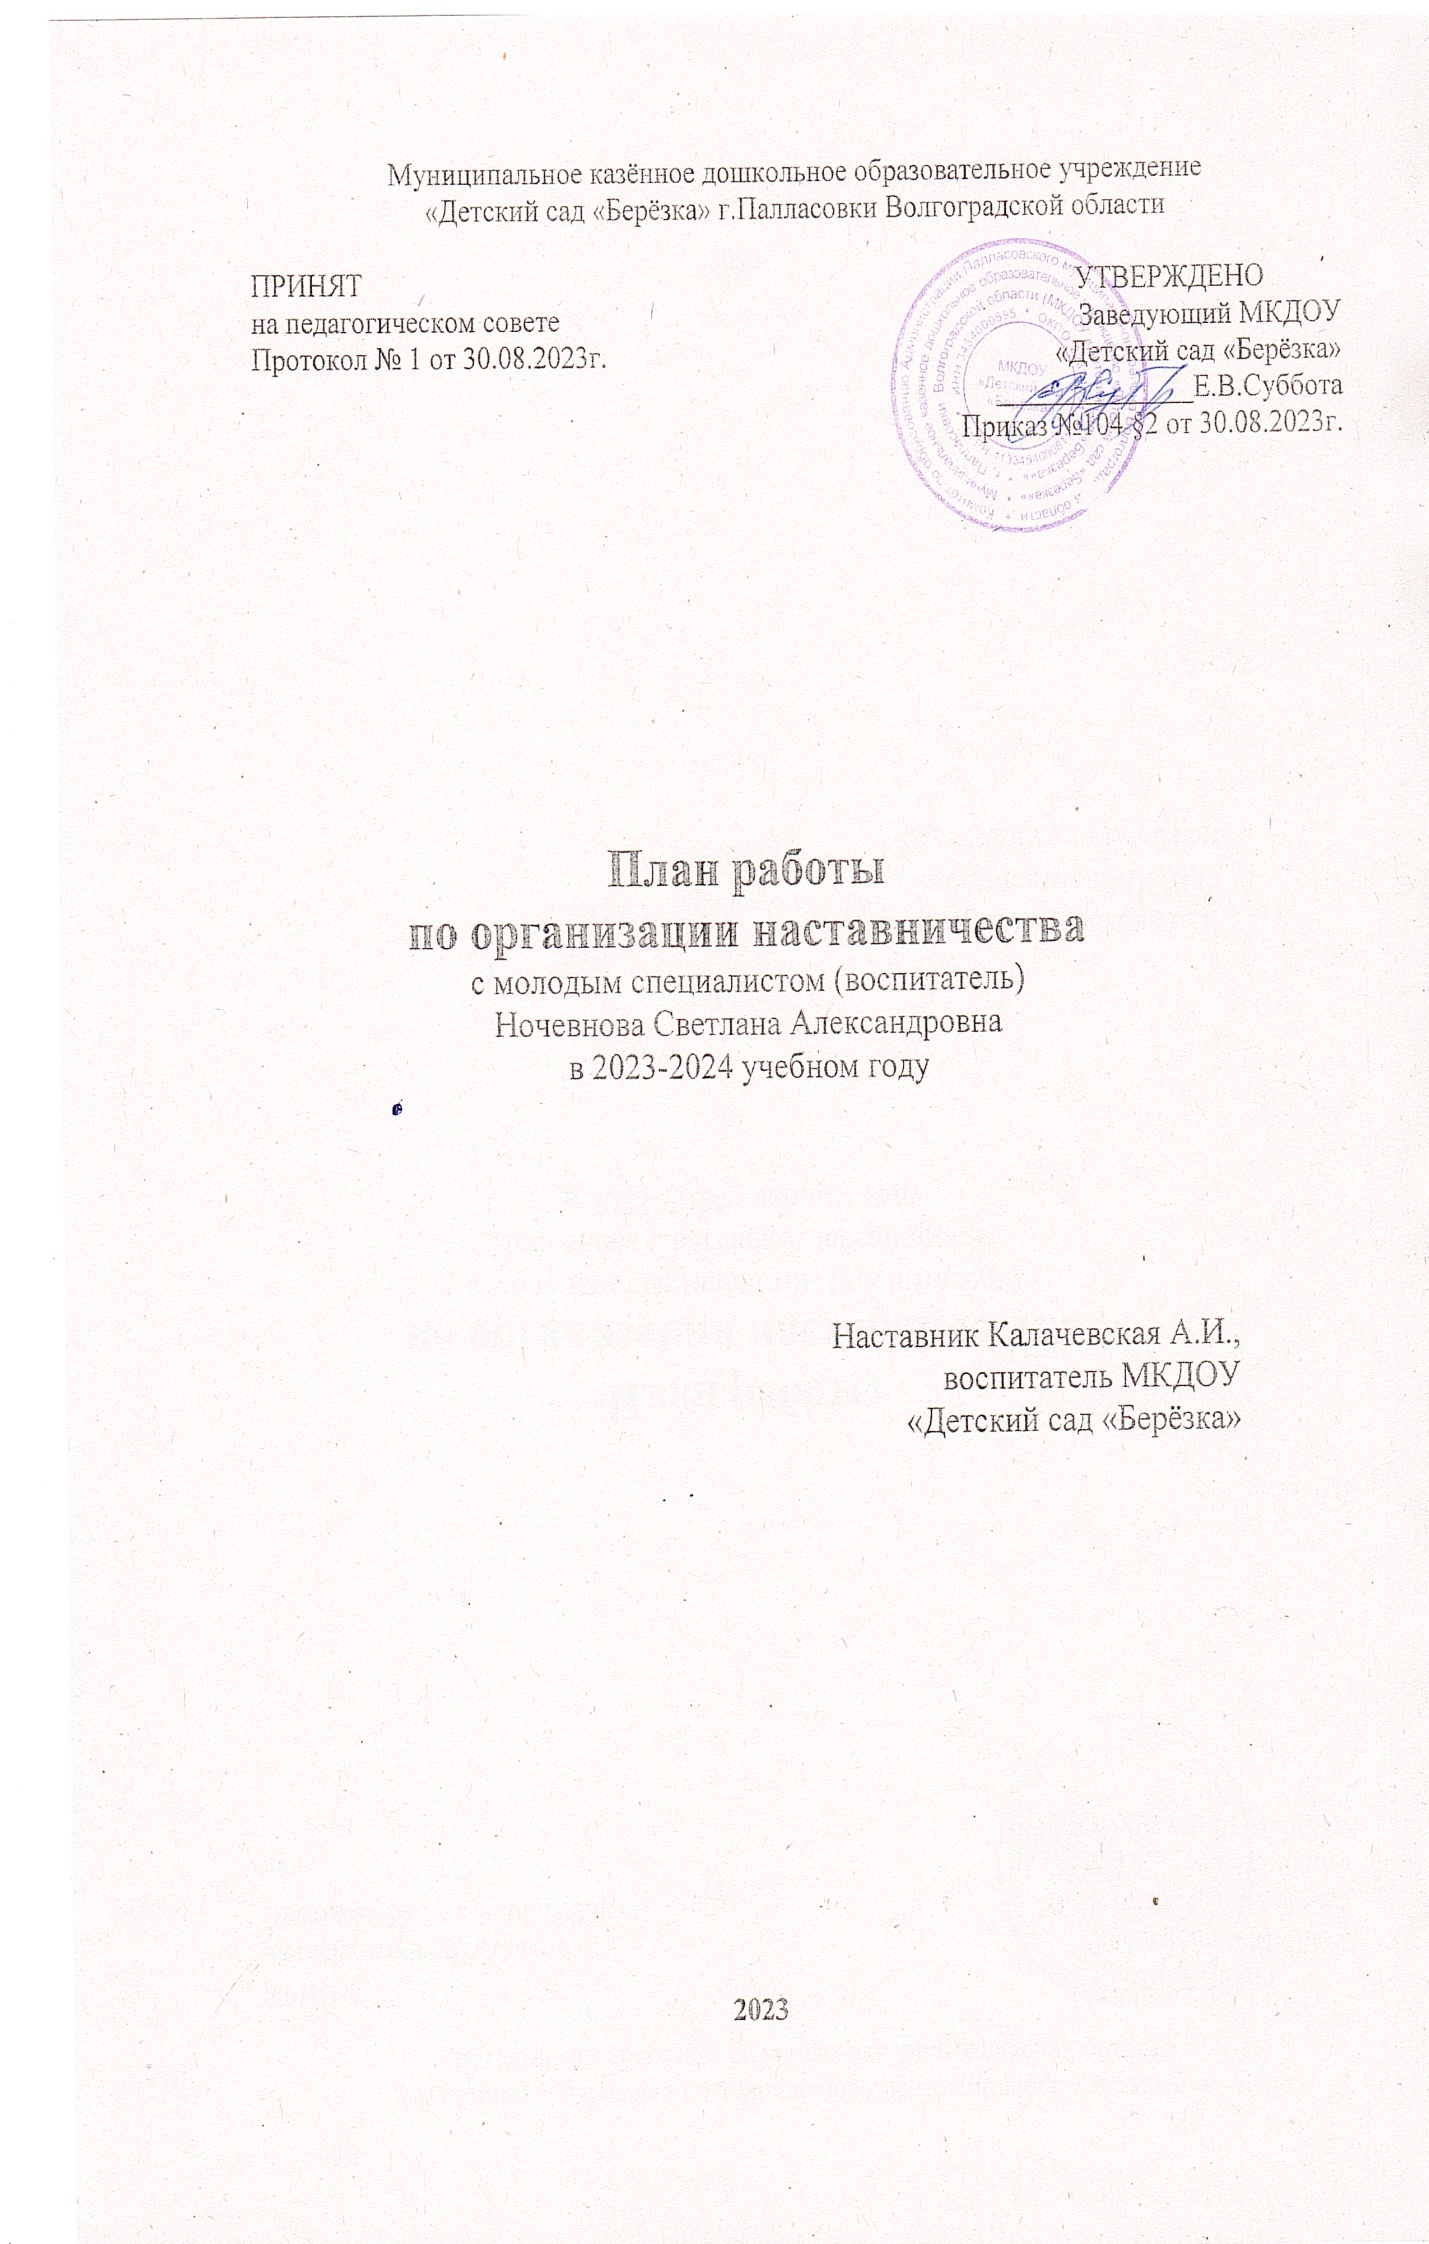 Муниципальное казённое дошкольное образовательное учреждение
«Детский сад «Берёзка» г.Палласовки Волгоградской области
ПРИНЯТ
на педагогическом совете
Протокол № 1 от 30.08.2023г.
УТВЕРЖДЕНО
Заведующий МКДОУ
«Детский сад «Берёзка»
Е.В.Суббота
Приказ №104 §2 от 30.08.2023г.
МКДОУ
План работы
по организации наставничества
с молодым специалистом (воспитатель)
Ночевнова Светлана Александровна
в 2023-2024 учебном году
Наставник Калачевская А.И.,
воспитатель МКДОУ
«Детский сад «Берёзка»
2023